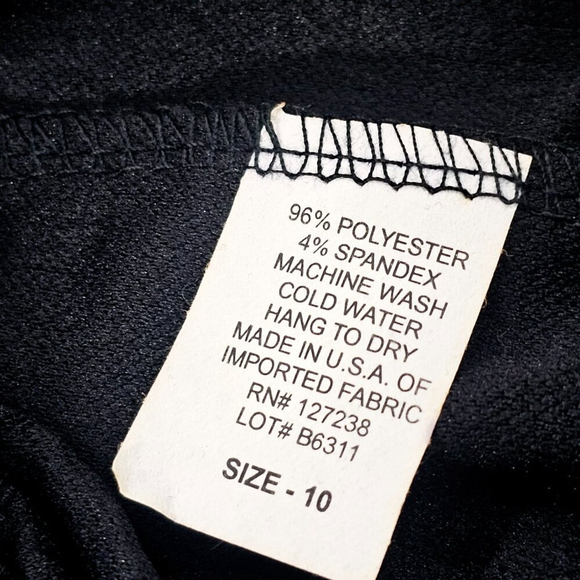 96% POLYESTER
4% SPANDEX
MACHINE WASH
COLD WATER
HANG TO DRY
MADE IN U.S.A. OF
IMPORTED FABRIC
RN# 127238
LOT# B6311
SIZE - 10